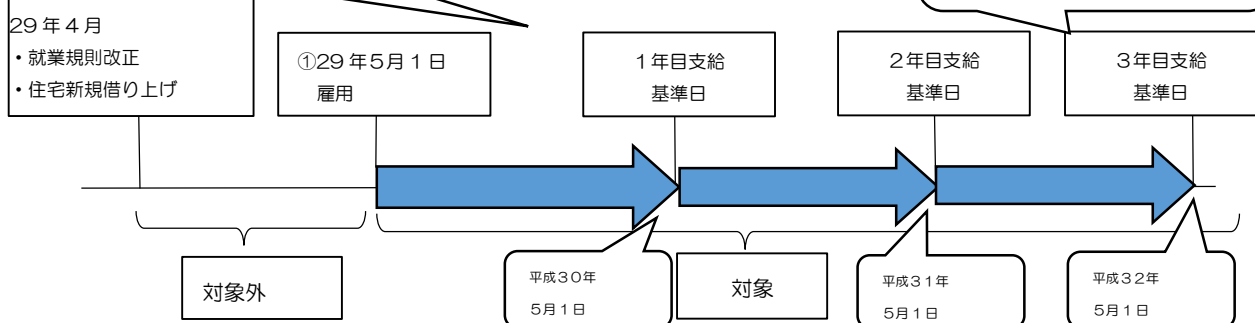 29年4月
・就業規則改正
・住宅新規借り上げ
①29年5月1日
雇用
1年目支給
基準日
2年目支給
基準日
3年目支給
基準日
対象外
平成30年
5月1日
対象
平成31年
5月1日
平成32年
5月1日